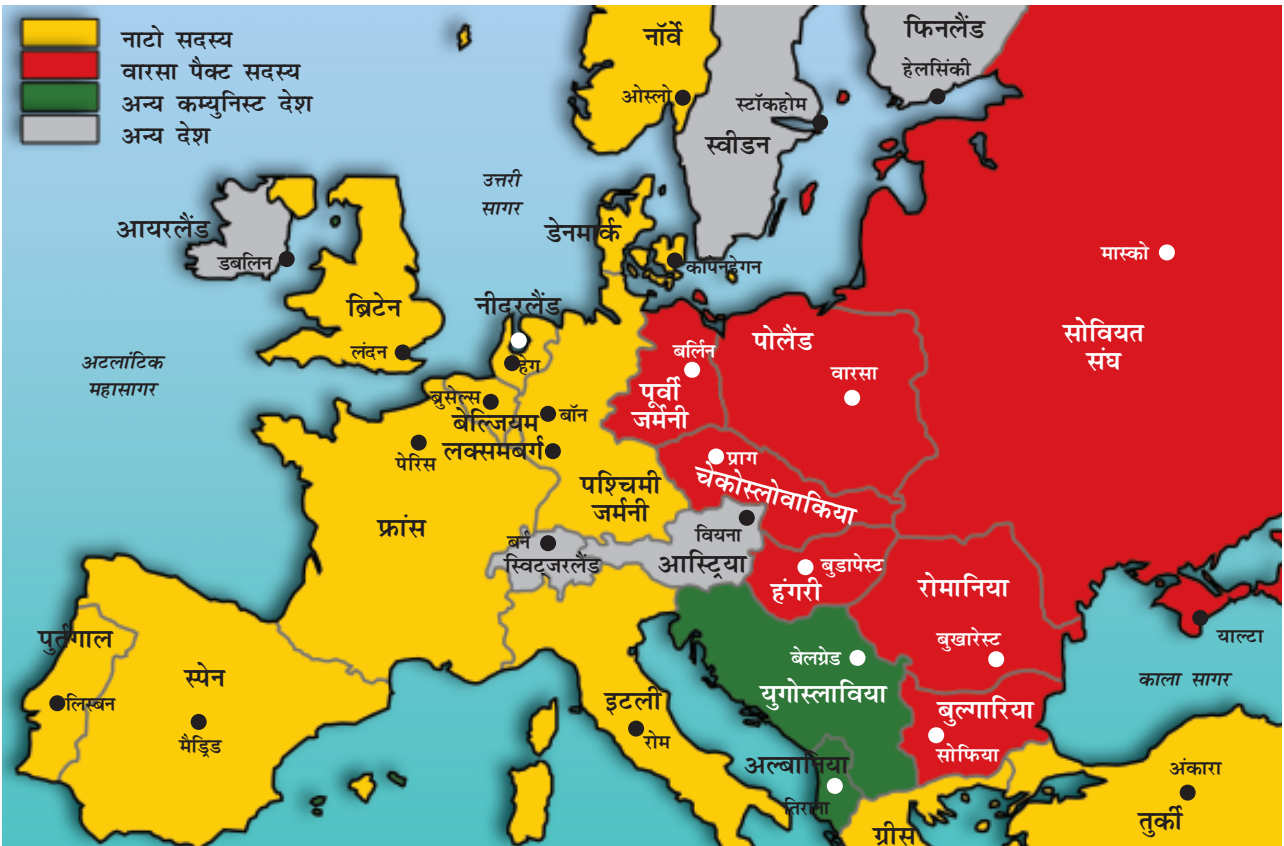 नाटो सदस्य
वारसा पैक्ट सदस्य
अन्य कम्युनिस्ट देश
अन्य देश
नॉर्वे
ओस्लो
फिनलैंड
हेलसिंकी
स्टॉकहोम
स्वीडन
उत्तरी
सागर
आयरलैंड
डबलिन
डेनमार्क
कोपेनहेगन
मास्को
सोवियत
संघ
ब्रिटेन
लंदन
नीदरलैंड
हेग
अटलांटिक
महासागर
बर्लिन
पूर्वी
जर्मनी
पोलैंड
वारसा
ब्रुसेल्स
बेल्जियम
बॉन
लक्समबर्ग
पेरिस
फ्रांस
पश्चिमी
जर्मनी
प्राग
चेकोस्लोवाकिया
वियना
आस्ट्रिया
बर्न
स्विट्जरलैंड
बुडापेस्ट
हंगरी
रोमानिया
बुखारेस्ट
याल्टा
काला सागर
पुर्तगाल
लिस्बन
स्पेन
मैड्रिड
इटली
रोम
बेलग्रेड
युगोस्लाविया
बुल्गारिया
सोफिया
अल्बानिया
तिराना
ग्रीस
अंकारा
तुर्की